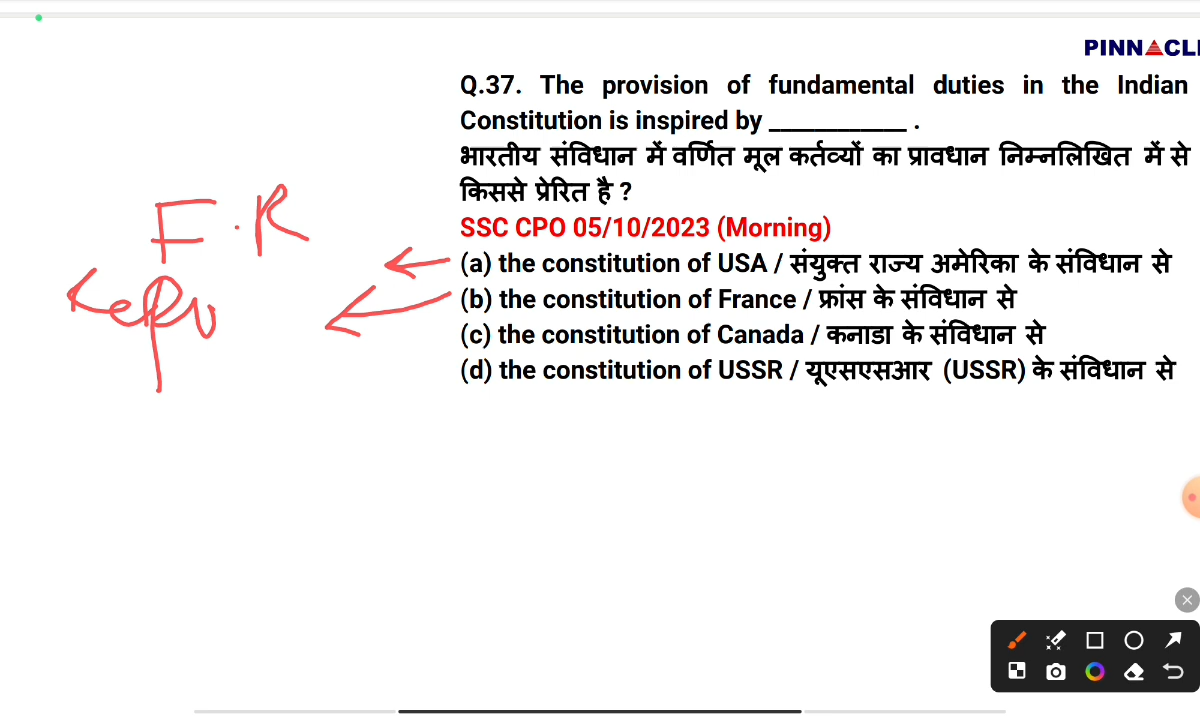 PINNACL
Q.37. The provision of fundamental duties in the Indian
Constitution is inspired by ___________ .
भारतीय संविधान में वर्णित मूल कर्तव्यों का प्रावधान निम्नलिखित में से
किससे प्रेरित है ?
SSC CPO 05/10/2023 (Morning)
F.R
(a) the constitution of USA / संयुक्त राज्य अमेरिका के संविधान से
(b) the constitution of France / फ्रांस के संविधान से
(c) the constitution of Canada / कनाडा के संविधान से
(d) the constitution of USSR / यूएसएसआर (USSR) के संविधान से